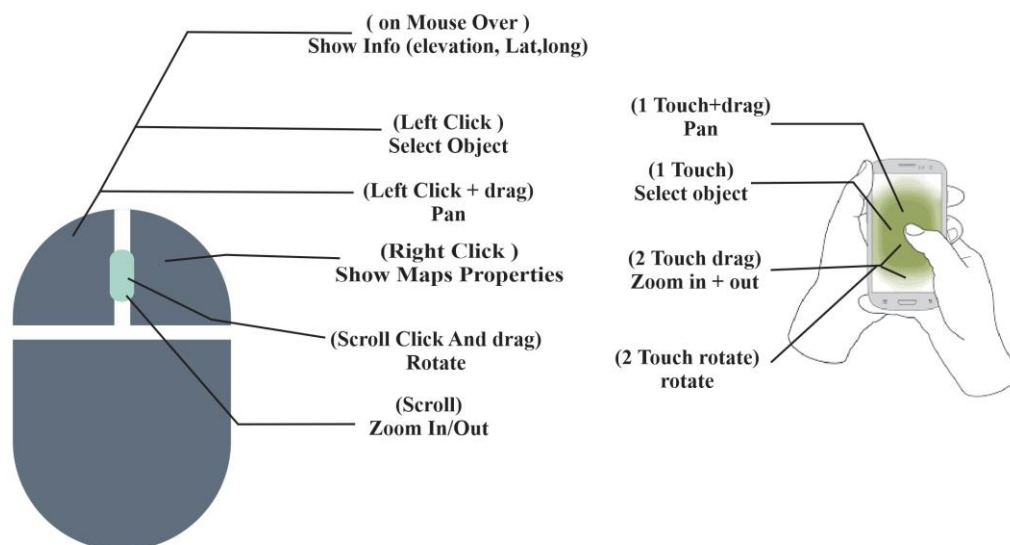 ( on Mouse Over )
Show Info (elevation, Lat,long)
(Left Click )
Select Object
(Left Click + drag)
Pan
(Right Click )
Show Maps Properties
(Scroll Click And drag)
Rotate
(Scroll)
Zoom In/Out
(1 Touch+drag)
Pan
(1 Touch)
Select object
(2 Touch drag)
Zoom in + out
(2 Touch rotate)
rotate